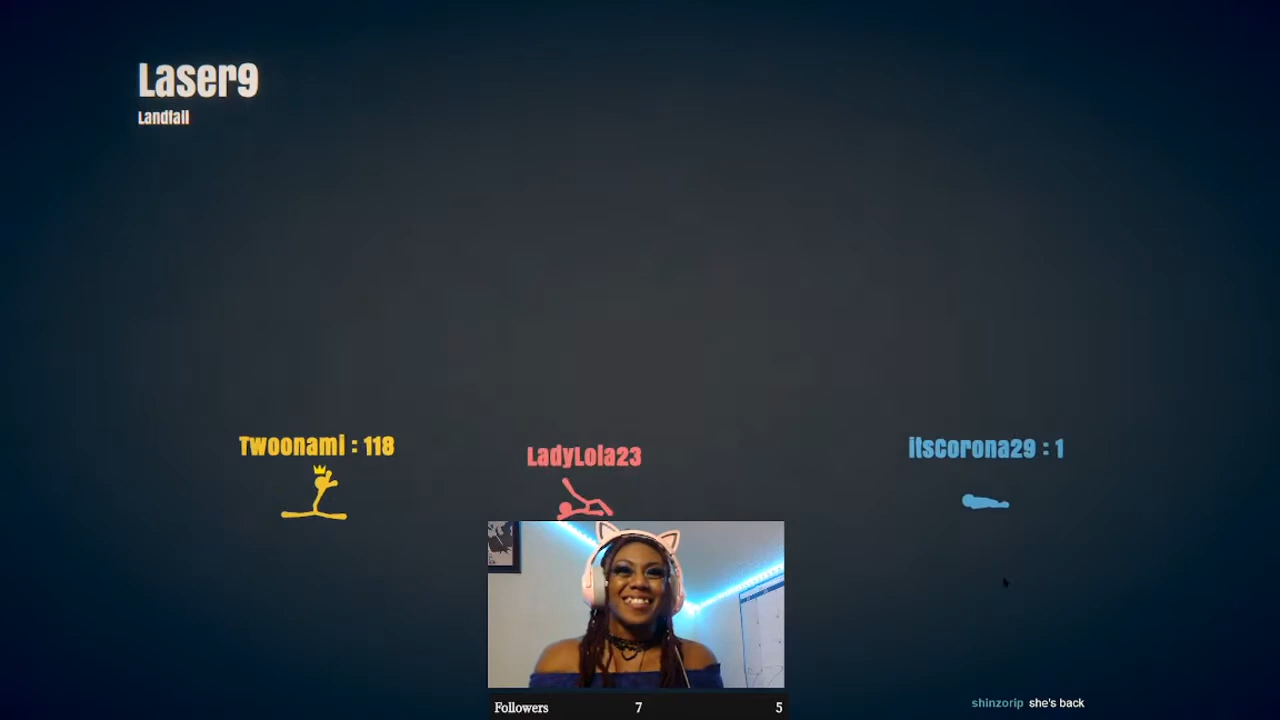 Laser9
Landfall
Twoonami : 118
LadyLola23
itsCorona29 : 1
Followers 7 5
shinzorip she's back